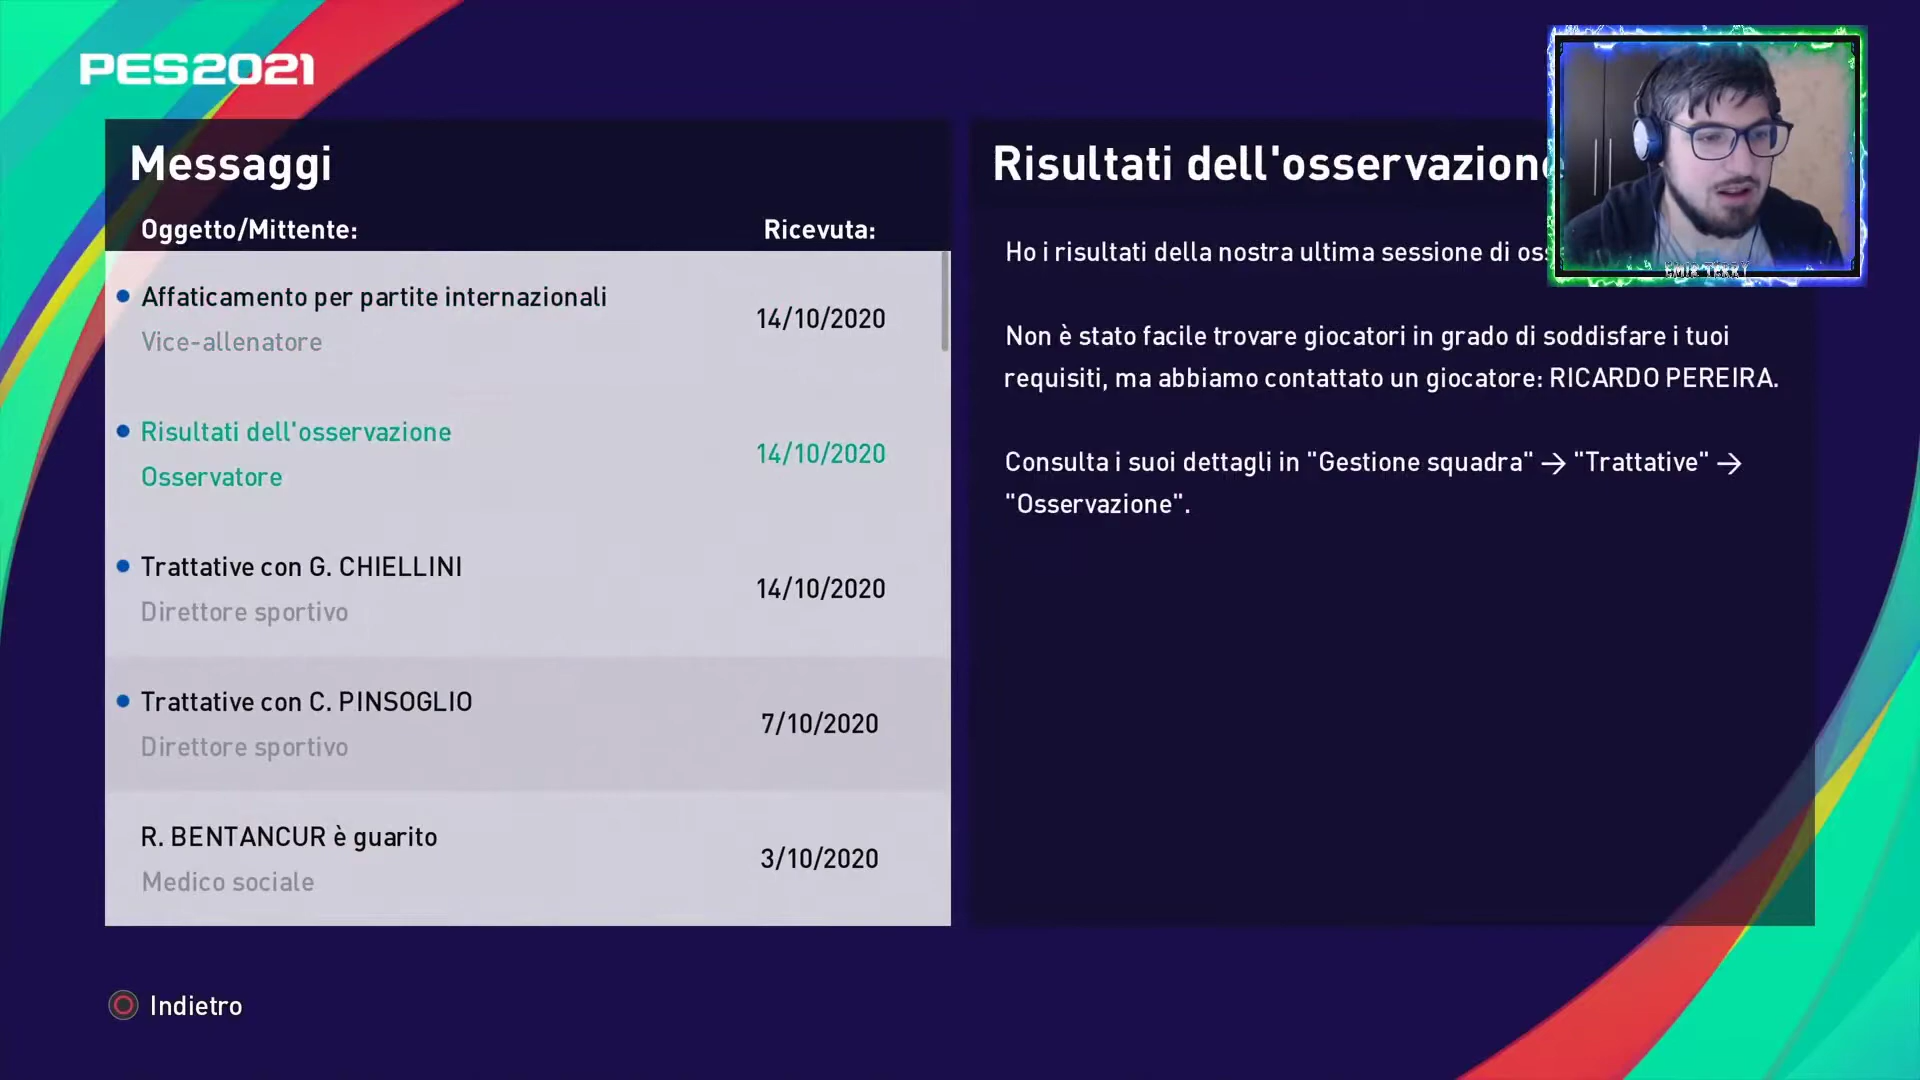 PES2021
Messaggi
Oggetto/Mittente:
Ricevuta:
Affaticamento per partite internazionali
Vice-allenatore
14/10/2020
Risultati dell'osservazione
Osservatore
14/10/2020
Trattative con G. CHIELLINI
Direttore sportivo
14/10/2020
Trattative con C. PINSOGLIO
Direttore sportivo
7/10/2020
R. BENTANCUR è guarito
Medico sociale
3/10/2020
Risultati dell'osservazion
Ho i risultati della nostra ultima sessione di os
Non è stato facile trovare giocatori in grado di soddisfare i tuoi
requisiti, ma abbiamo contattato un giocatore: RICARDO PEREIRA.
Consulta i suoi dettagli in "Gestione squadra" → "Trattative" →
"Osservazione".
Indietro